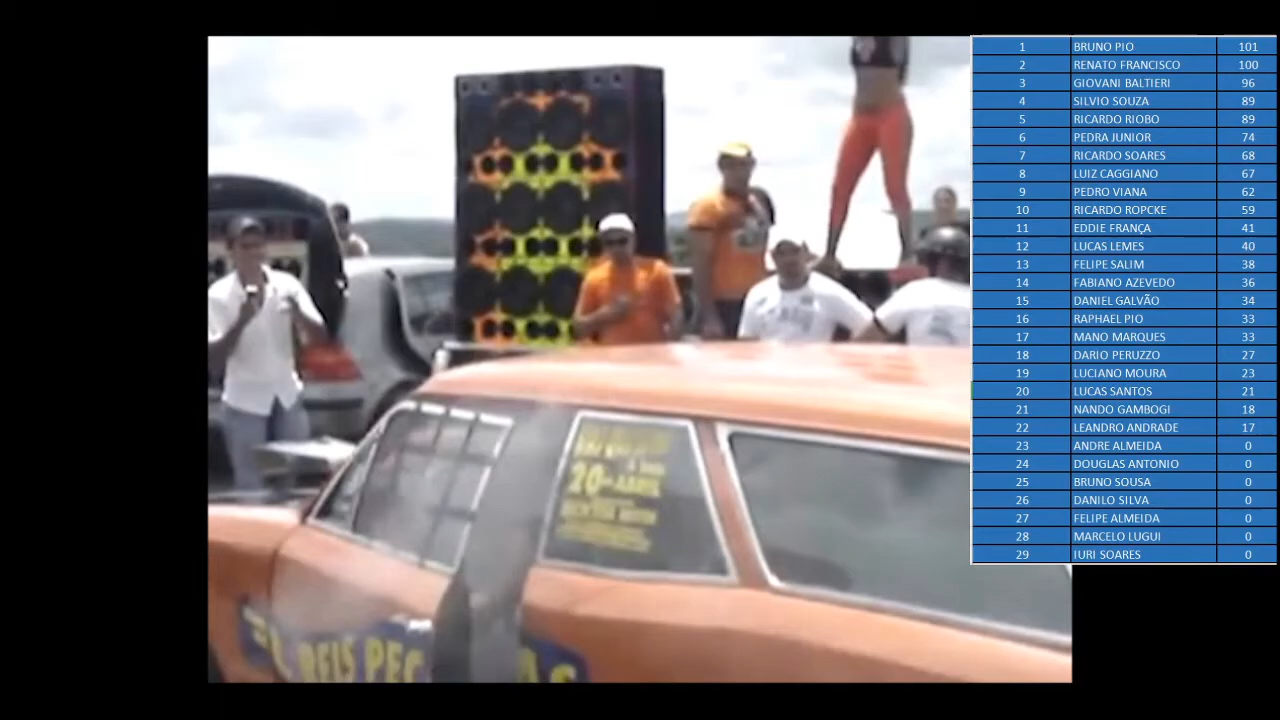 1 BRUNO PIO 101
2 RENATO FRANCISCO 100
3 GIOVANI BALTIERI 96
4 SILVIO SOUZA 89
5 RICARDO RIOBO 89
6 PEDRA JUNIOR 74
7 RICARDO SOARES 68
8 LUIZ CAGGIANO 67
9 PEDRO VIANA 62
10 RICARDO ROPCKE 59
11 EDDIE FRANÇA 41
12 LUCAS LEMES 40
13 FELIPE SALIM 38
14 FABIANO AZEVEDO 36
15 DANIEL GALVÃO 34
16 RAPHAEL PIO 33
17 MANO MARQUES 33
18 DARIO PERUZZO 27
19 LUCIANO MOURA 23
20 LUCAS SANTOS 21
21 NANDO GAMBOGI 18
22 LEANDRO ANDRADE 17
23 ANDRE ALMEIDA 0
24 DOUGLAS ANTONIO 0
25 BRUNO SOUSA 0
26 DANILO SILVA 0
27 FELIPE ALMEIDA 0
28 MARCELO LUGUI 0
29 IURI SOARES 0
20 DE ABRIL
REIS PEÇ AS